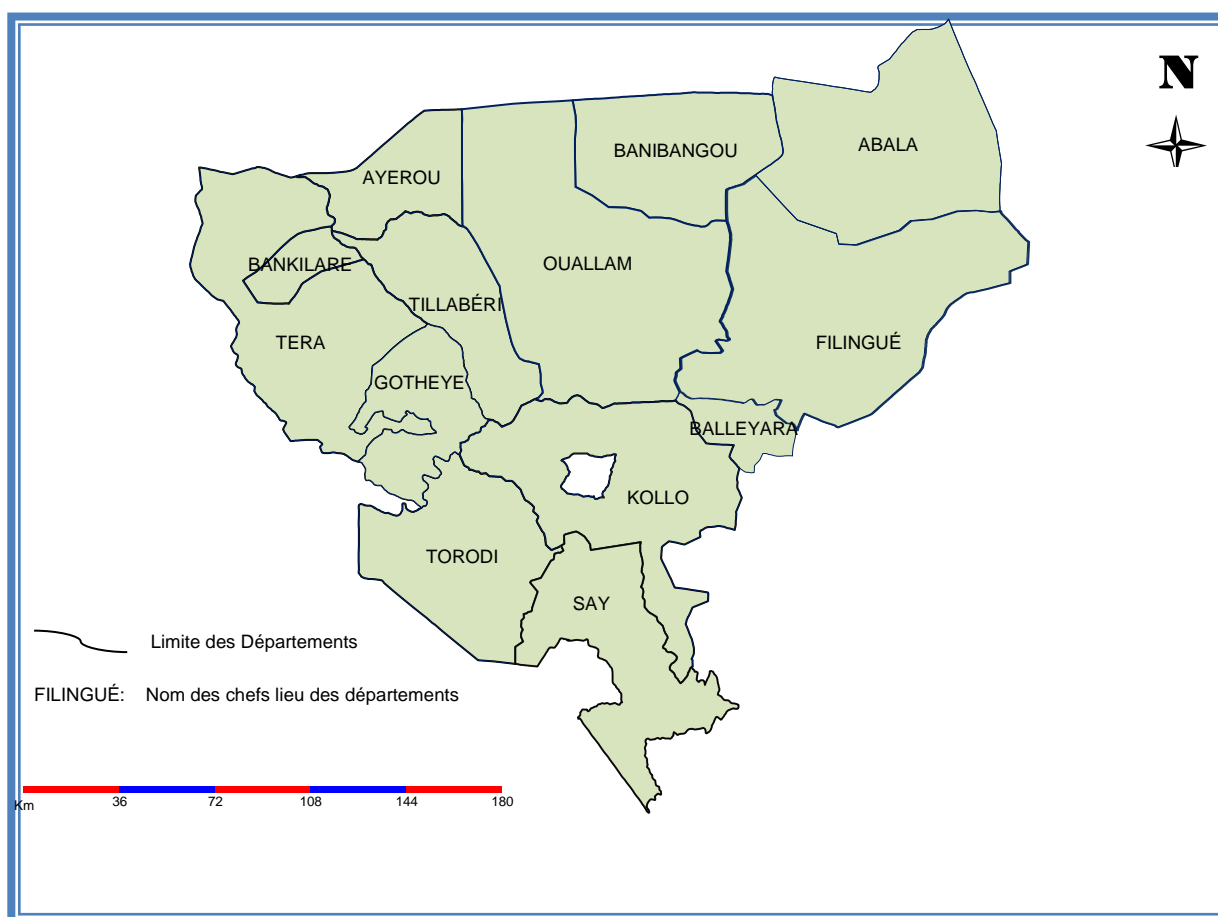 N
ABALA
BANIBANGOU
AYEROU
BANKILARE
OUALLAM
TILLABÉRI
TERA
FILINGUÉ
GOTHEYE
BALLEYARA
KOLLO
TORODI
SAY
Limite des Départements
FILINGUÉ: Nom des chefs lieu des départements
Km 36 72 108 144 180